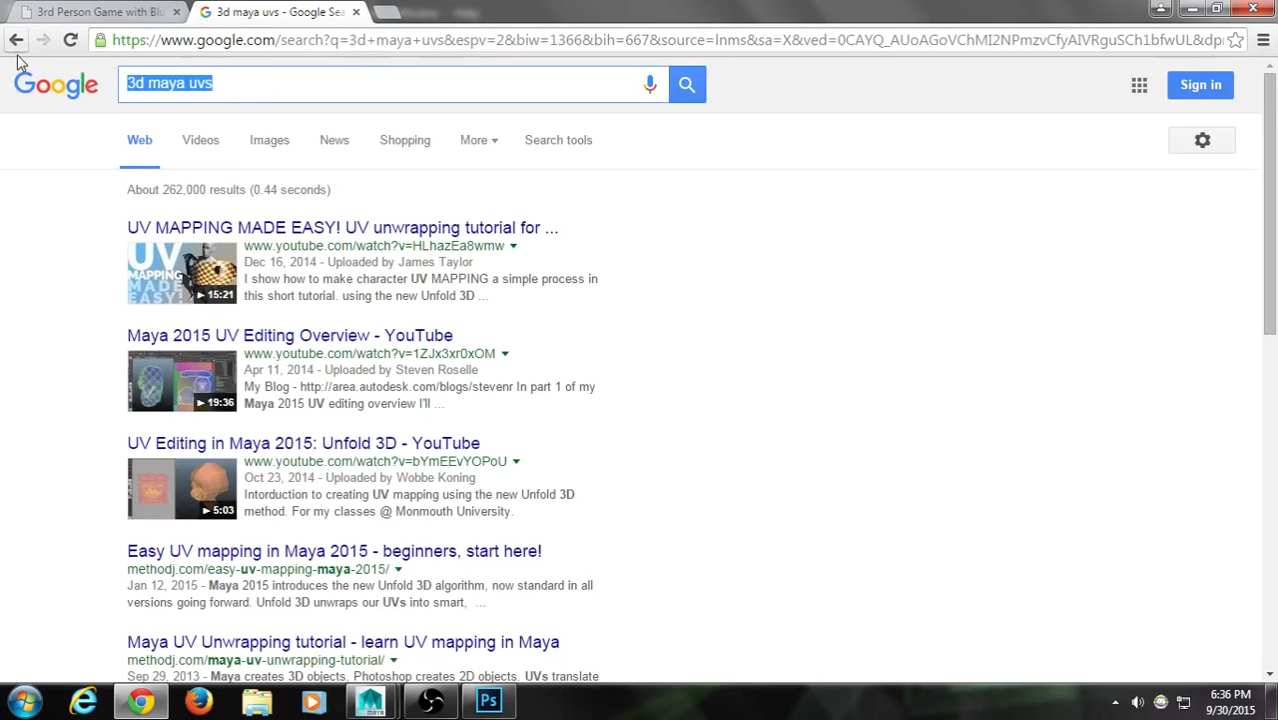 3rd Person Game with Blu
3d maya uvs - Google Sea
https://www.google.com/search?q=3d+maya+uvs&espv=2&biw=1366&bih=667&source=lnms&sa=X&ved=0CAYQ_AUoAGoVChMI2NPmzvCfyAIVRguSCh1bfwUL&dpr
Google
3d maya uvs
Sign in
Web
Videos
Images
News
Shopping
More
Search tools
About 262,000 results (0.44 seconds)
UV MAPPING MADE EASY! UV unwrapping tutorial for ...
UV
MAPPING
MADE
EASY!
15:21
www.youtube.com/watch?v=HLhazEa8wmw
Dec 16, 2014 - Uploaded by James Taylor
I show how to make character UV MAPPING a simple process in
this short tutorial. using the new Unfold 3D ...
Maya 2015 UV Editing Overview - YouTube
19:36
www.youtube.com/watch?v=1ZJx3xr0xOM
Apr 11, 2014 - Uploaded by Steven Roselle
My Blog - http://area.autodesk.com/blogs/stevenr In part 1 of my
Maya 2015 UV editing overview I'll ...
UV Editing in Maya 2015: Unfold 3D - YouTube
5:03
www.youtube.com/watch?v=bYmEEvYOPoU
Oct 23, 2014 - Uploaded by Wobbe Koning
Intorduction to creating UV mapping using the new Unfold 3D
method. For my classes @ Monmouth University.
Easy UV mapping in Maya 2015 - beginners, start here!
methodj.com/easy-uv-mapping-maya-2015/
Jan 12, 2015 - Maya 2015 introduces the new Unfold 3D algorithm, now standard in all
versions going forward. Unfold 3D unwraps our UVs into smart, ...
Maya UV Unwrapping tutorial - learn UV mapping in Maya
methodj.com/maya-uv-unwrapping-tutorial/
Sep 29, 2013 - Maya creates 3D objects. Photoshop creates 2D objects. UVs translate
MAYA
Ps
6:36 PM
9/30/2015